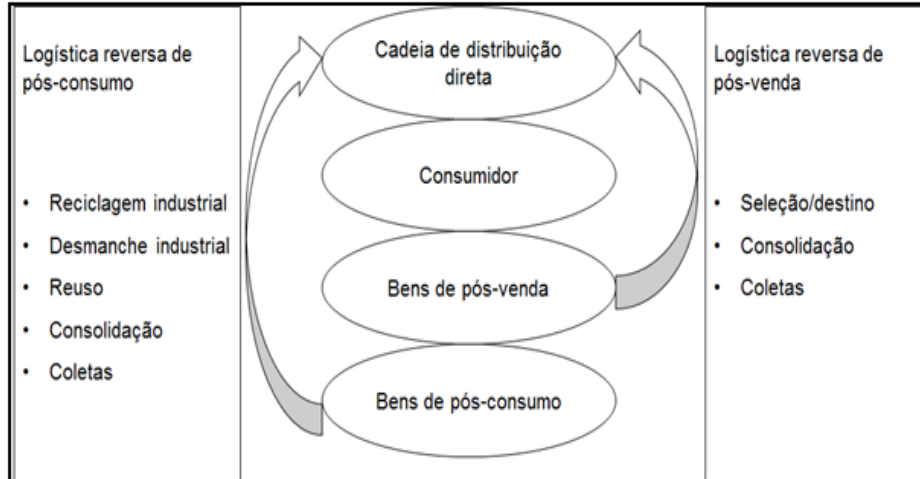 Logística reversa de
pós-consumo
• Reciclagem industrial
• Desmanche industrial
• Reuso
• Consolidação
• Coletas
Cadeia de distribuição
direta
Consumidor
Bens de pós-venda
Bens de pós-consumo
Logística reversa de
pós-venda
• Seleção/destino
• Consolidação
• Coletas